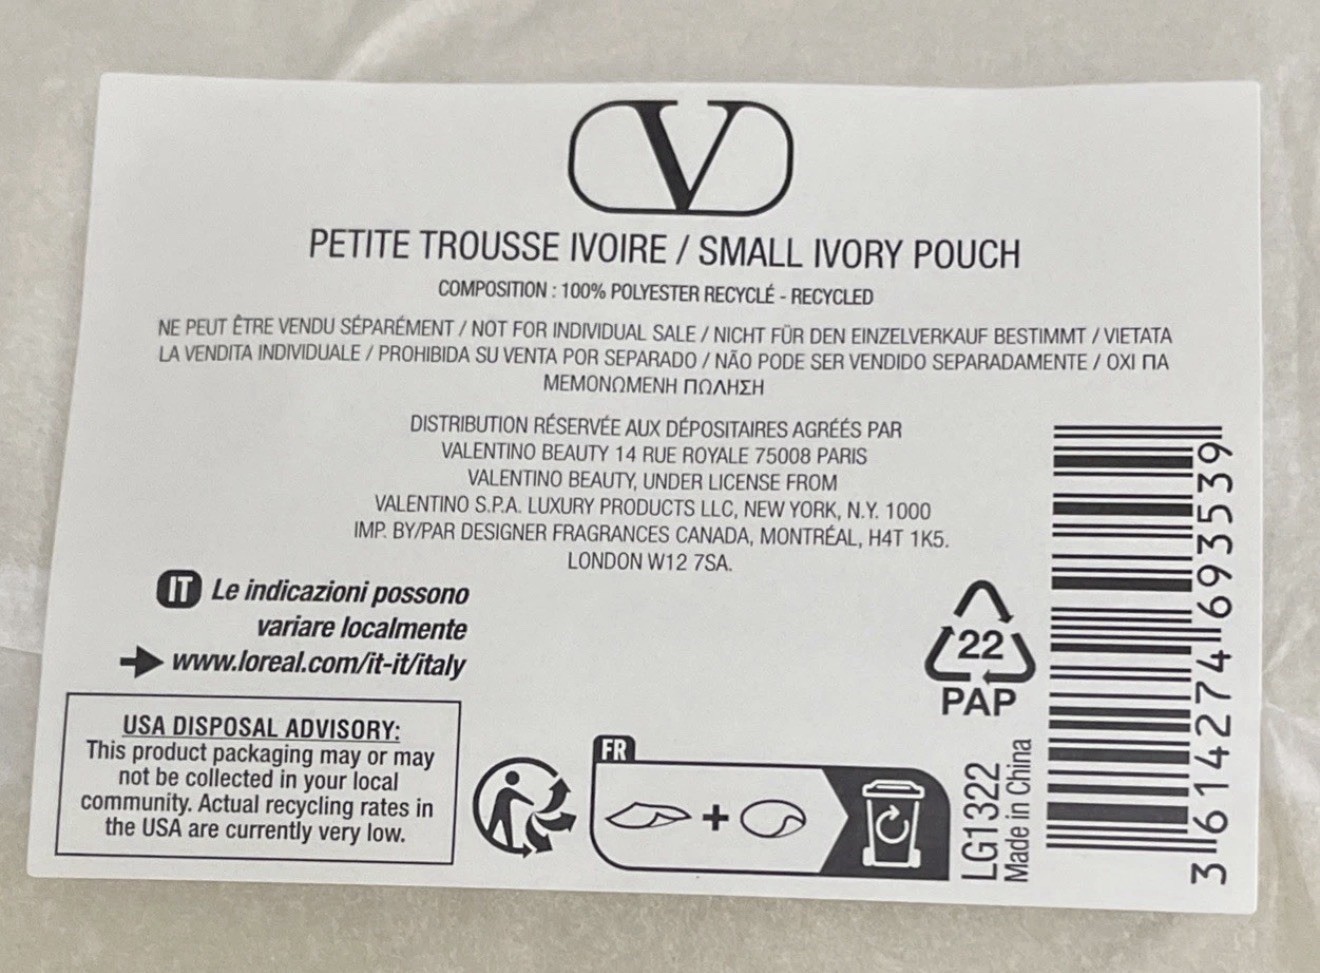 V
PETITE TROUSSE IVOIRE / SMALL IVORY POUCH
COMPOSITION : 100% POLYESTER RECYCLÉ - RECYCLED
NE PEUT ÊTRE VENDU SÉPARÉMENT / NOT FOR INDIVIDUAL SALE / NICHT FÜR DEN EINZELVERKAUF BESTIMMT / VIETATA
LA VENDITA INDIVIDUALE / PROHIBIDA SU VENTA POR SEPARADO / NÃO PODE SER VENDIDO SEPARADAMENTE / ΟΧΙ ΠΑ
ΜΕΜΟΝΩΜΕΝΗ ΠΩΛΗΣΗ
DISTRIBUTION RÉSERVÉE AUX DÉPOSITAIRES AGRÉÉS PAR
VALENTINO BEAUTY 14 RUE ROYALE 75008 PARIS
VALENTINO BEAUTY, UNDER LICENSE FROM
VALENTINO S.P.A. LUXURY PRODUCTS LLC, NEW YORK, N.Y. 1000
IMP. BY/PAR DESIGNER FRAGRANCES CANADA, MONTRÉAL, H4T 1K5.
LONDON W12 7SA.
IT Le indicazioni possono
variare localmente
www.loreal.com/it-it/italy
USA DISPOSAL ADVISORY:
This product packaging may or may
not be collected in your local
community. Actual recycling rates in
the USA are currently very low.
FR
+
22
PAP
LG1322
Made in China
3 614274 693539